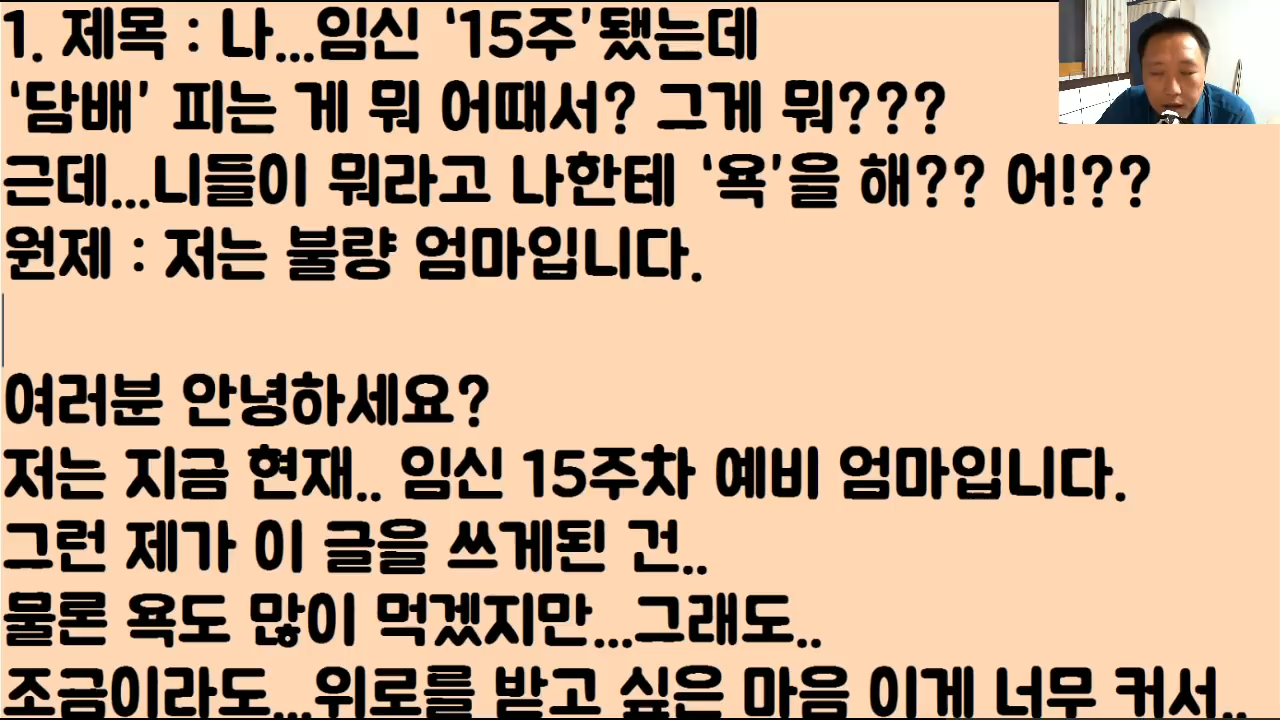 1. 제목 : 나...임신 ‘15주’됐는데
‘담배’ 피는 게 뭐 어때서? 그게 뭐???
근데...니들이 뭐라고 나한테 ‘욕’을 해?? 어!??
원제 : 저는 불량 엄마입니다.
여러분 안녕하세요?
저는 지금 현재.. 임신 15주차 예비 엄마입니다.
그런 제가 이 글을 쓰게된 건..
물론 욕도 많이 먹겠지만...그래도..
조금이라도...위로를 받고 싶은 마음 이게 너무 커서..